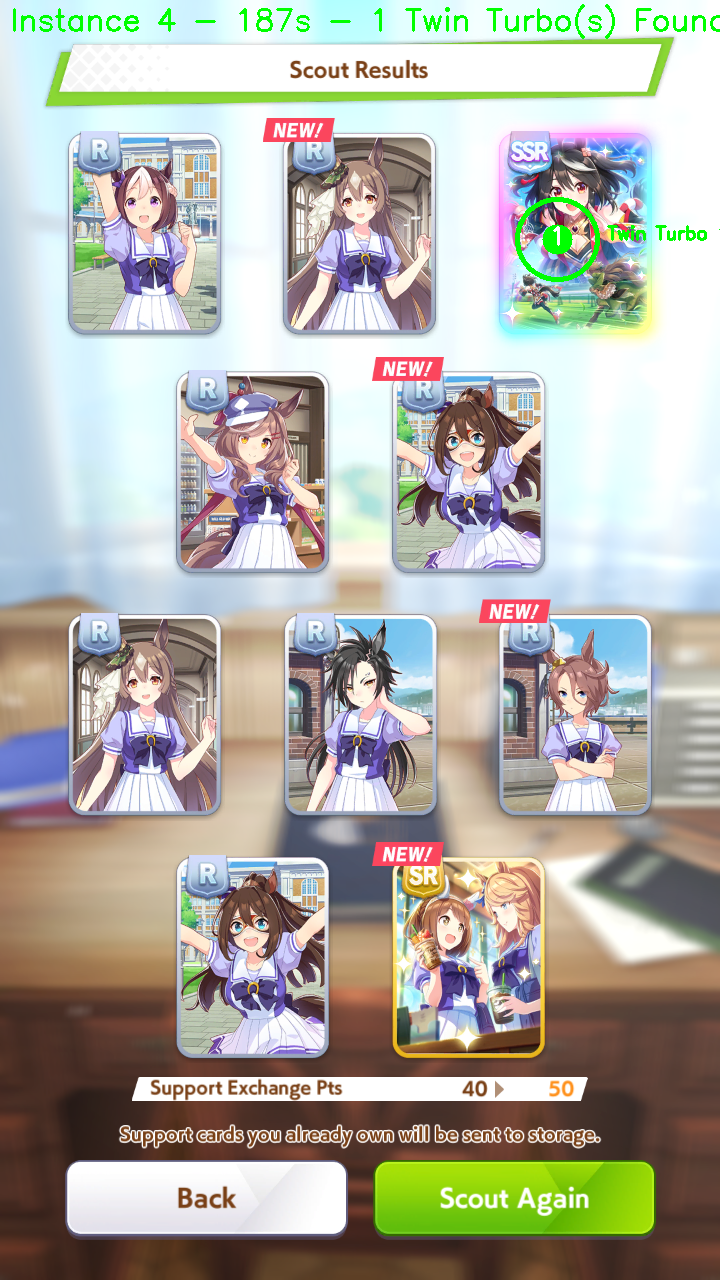 Instance 4 - 187s - 1 Twin Turbo(s) Found
Scout Results
R
NEW!
R
SSR
1
Twin Turbo
R
NEW!
R
R
R
NEW!
R
R
NEW!
SR
Support Exchange Pts 40 50
Support cards you already own will be sent to storage.
Back
Scout Again